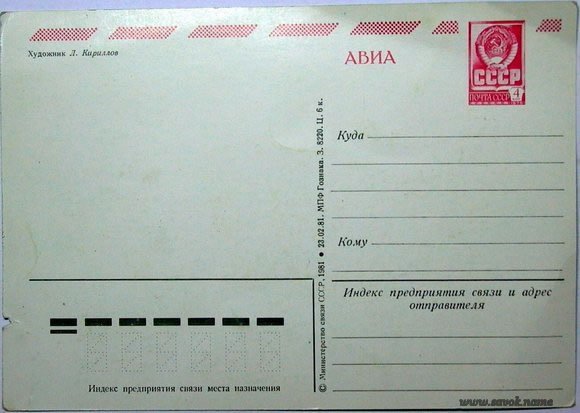 Художник Л. Кириллов
АВИА
СССР
ПОЧТА СССР 4
Куда
Кому
Индекс предприятия связи и адрес
отправителя
© Министерство связи СССР, 1981 • 23.02.81. МПФ Гознака. З. 8220. Ц. 6 к.
Индекс предприятия связи места назначения
www.savok.name